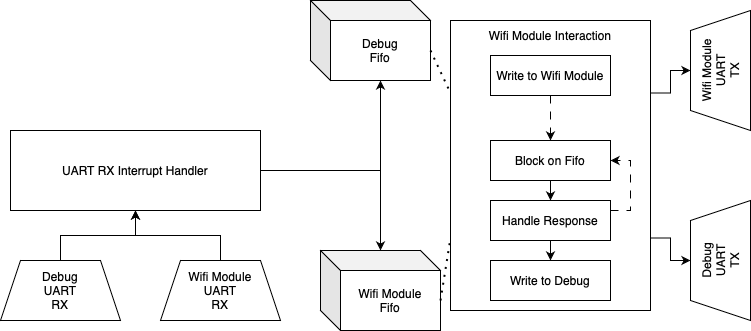 Debug
Fifo
Wifi Module Interaction
Write to Wifi Module
Wifi Module
UART
TX
UART RX Interrupt Handler
Block on Fifo
Handle Response
Write to Debug
Debug
UART
TX
Debug
UART
RX
Wifi Module
UART
RX
Wifi Module
Fifo